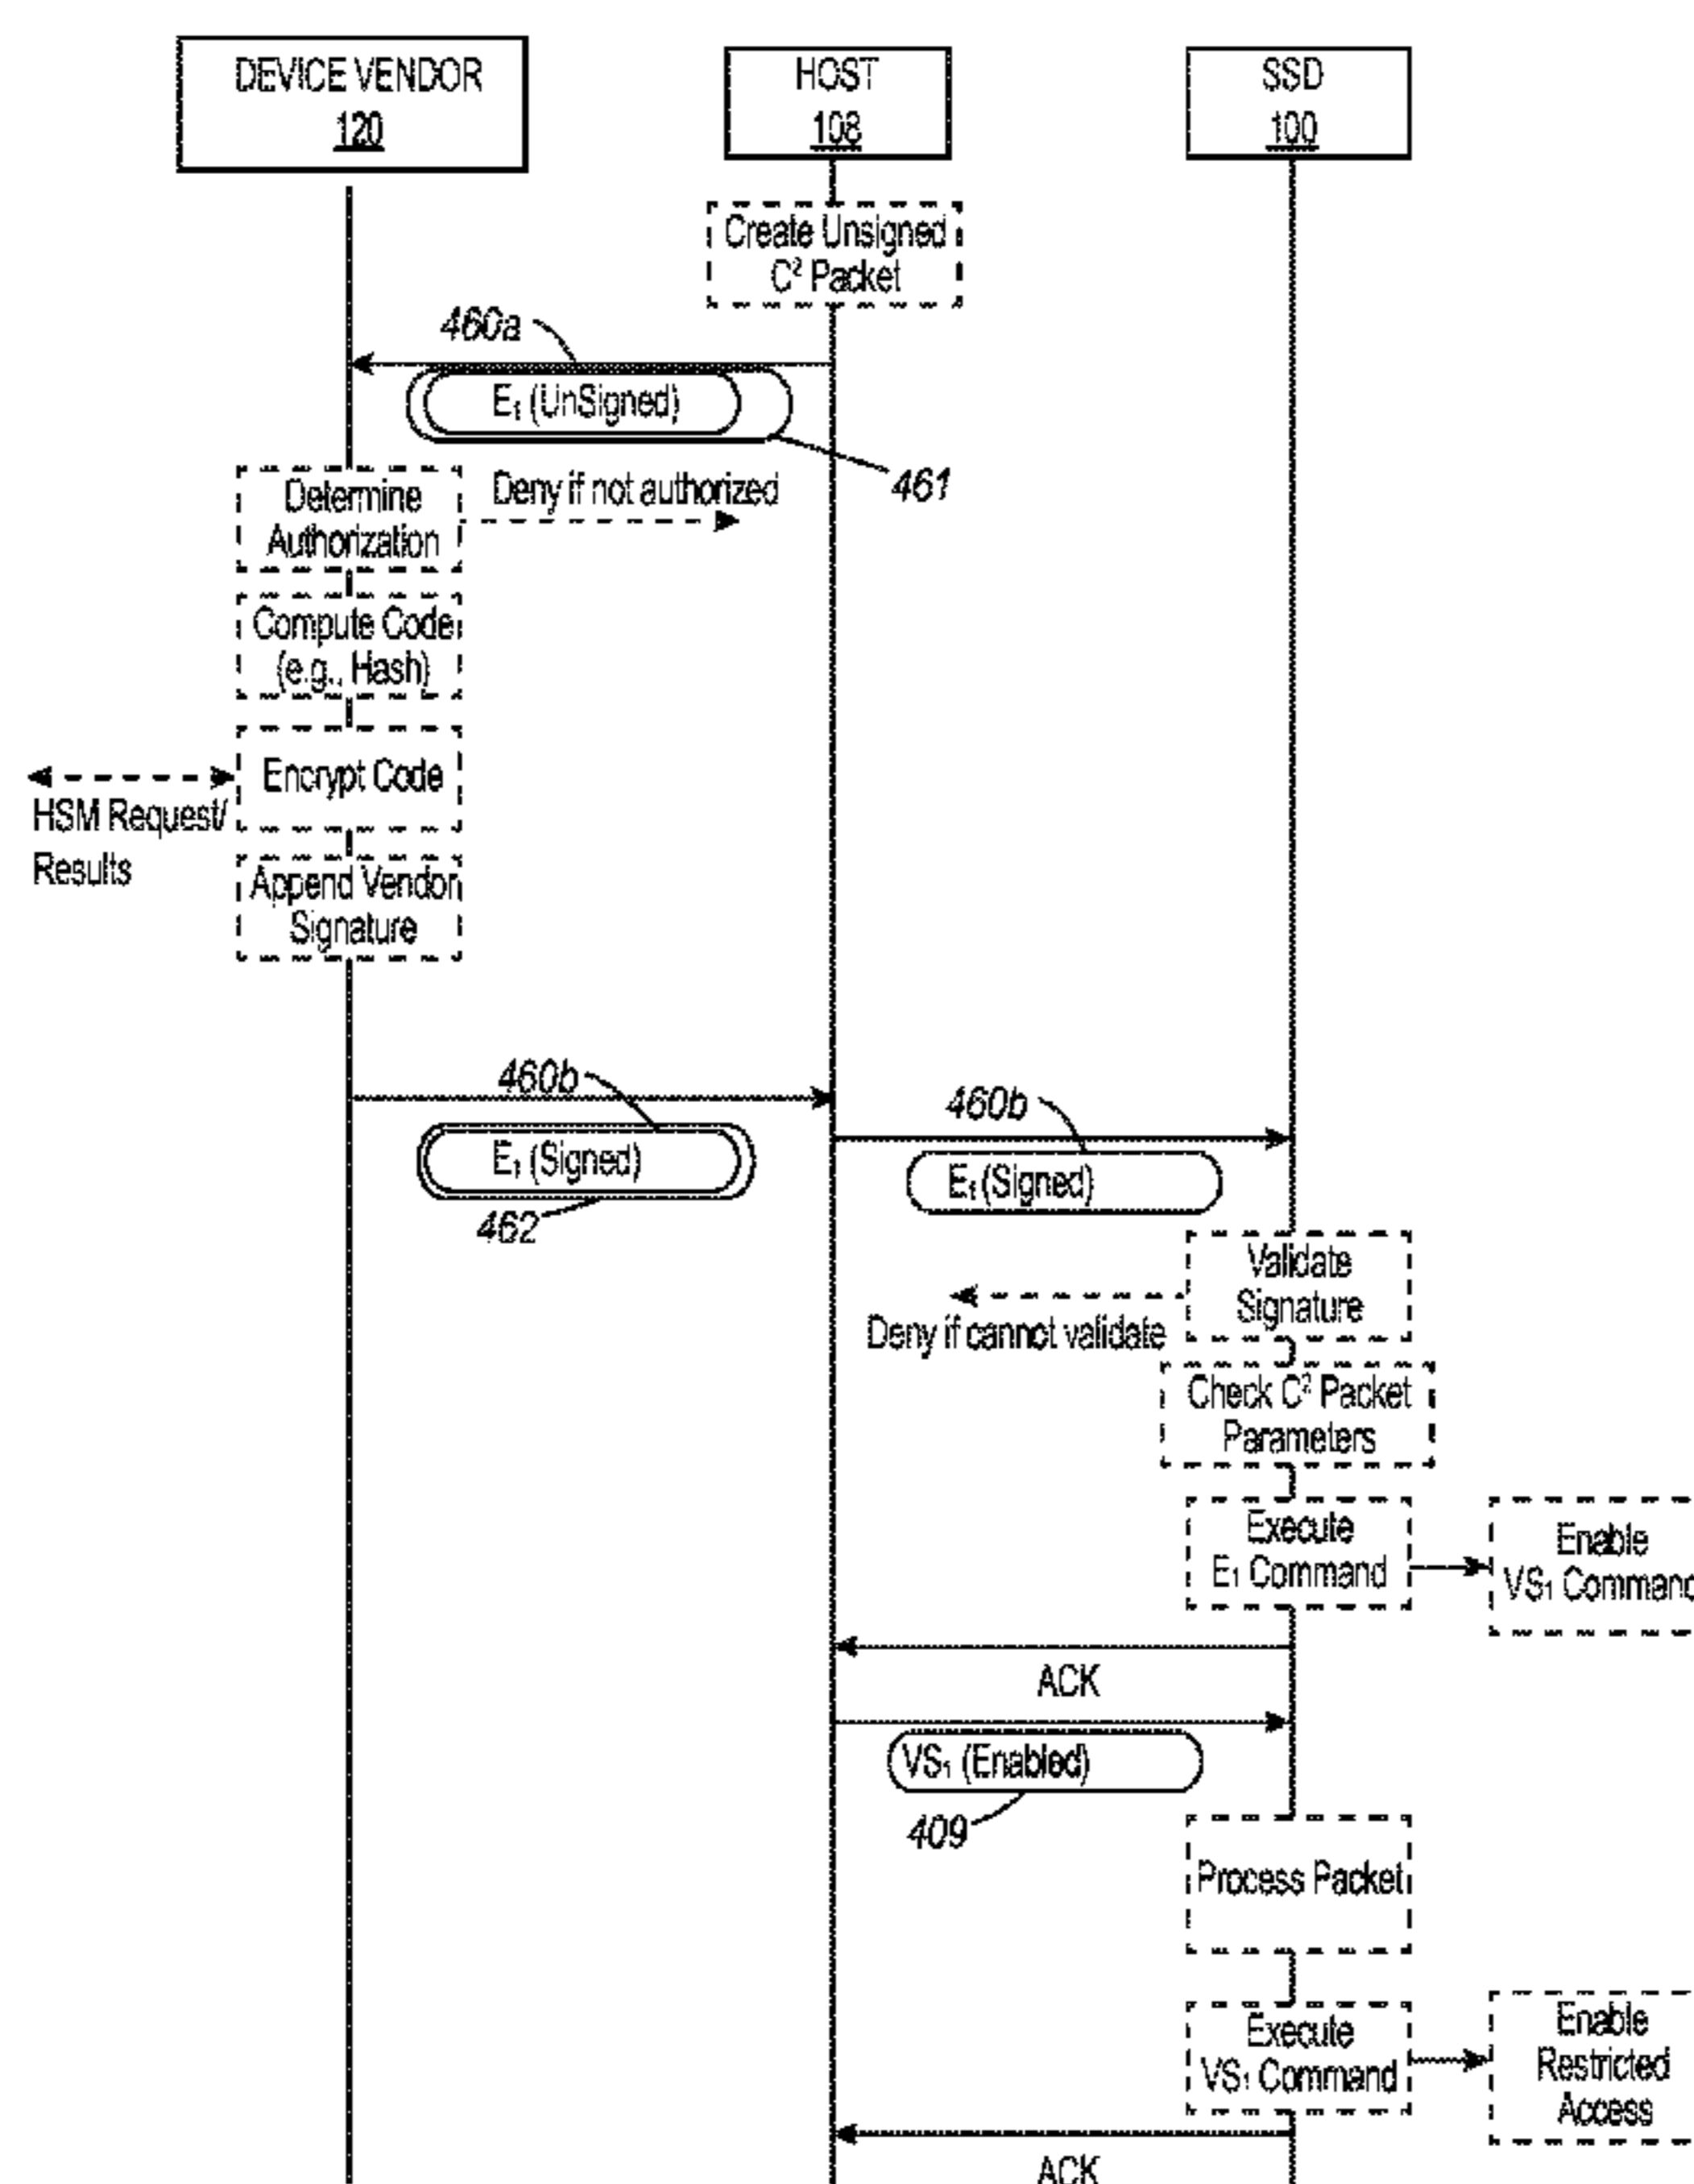 DEVICE VENDOR
120
HOST
108
SSD
100
Create Unsigned
C² Packet
460a
E₁ (UnSigned)
461
Determine
Authorization
Deny if not authorized
Compute Code
(e.g., Hash)
Encrypt Code
HSM Request/
Results
Append Vendor
Signature
460b
E₁ (Signed)
462
460b
E₁ (Signed)
Validate
Signature
Deny if cannot validate
Check C² Packet
Parameters
Execute
E₁ Command
Enable
VS₁ Command
ACK
VS₁ (Enabled)
409
Process Packet
Execute
VS₁ Command
Enable
Restricted
Access
ACK